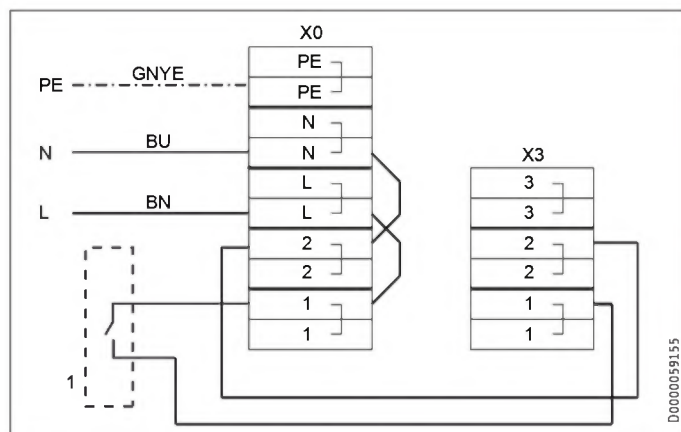 X0
PE
PE GNYE PE
N
N BU N
X3
L 3
L BN L 3
2 2
2 2
1 1
1 1
1
D0000059155